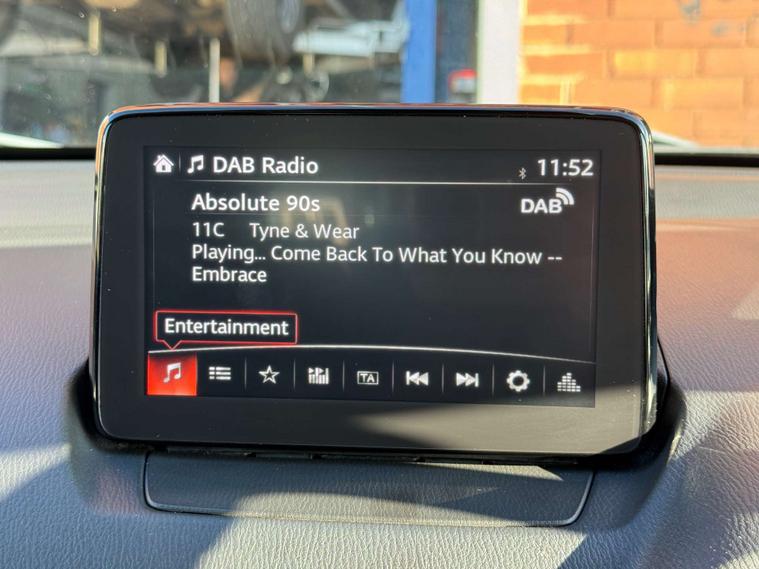 DAB Radio
11:52
Absolute 90s
DAB
11C Tyne & Wear
Playing... Come Back To What You Know --
Embrace
Entertainment
TA